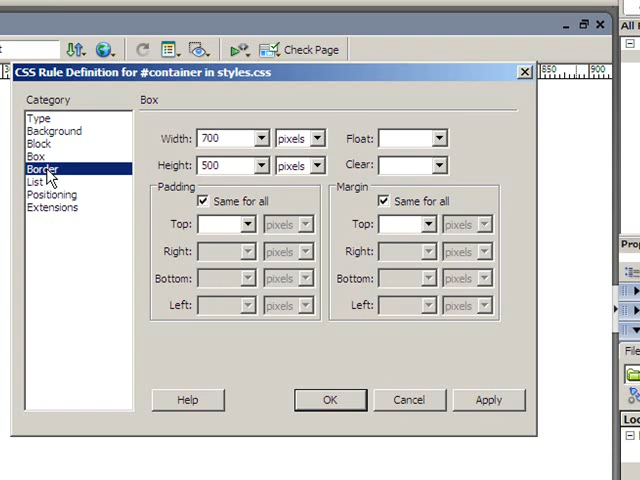 Check Page
All
CSS Rule Definition for #container in styles.css
850
900
Category
Box
Type
Background
Block
Box
Border
List
Positioning
Extensions
Width: 700 pixels Float:
Height: 500 pixels Clear:
Padding Margin
Same for all Same for all
Top: pixels Top: pixels
Right: pixels Right: pixels
Bottom: pixels Bottom: pixels
Left: pixels Left: pixels
Help OK Cancel Apply
Prop
File
Loc